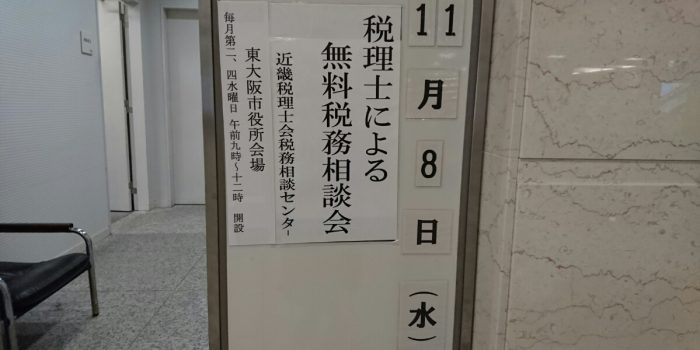 11月8日(水)
税理士による
無料税務相談会
近畿税理士会税務相談センター
東大阪市役所会場
毎月第二、四水曜日 午前九時~十二時 開設